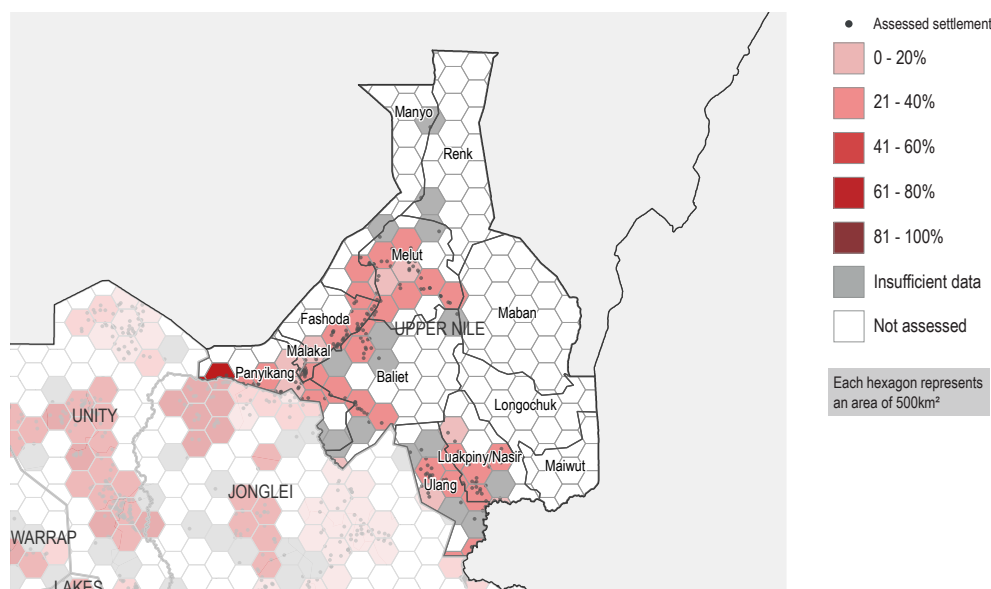 Manyo
Renk
Melut
Fashoda
UPPER NILE
Maban
Malakal
Panyikang
Baliet
Longochuk
UNITY
Luakpiny/Nasir
Maiwut
Ulang
JONGLEI
WARRAP
LAKES
Assessed settlement
0 - 20%
21 - 40%
41 - 60%
61 - 80%
81 - 100%
Insufficient data
Not assessed
Each hexagon represents
an area of 500km²